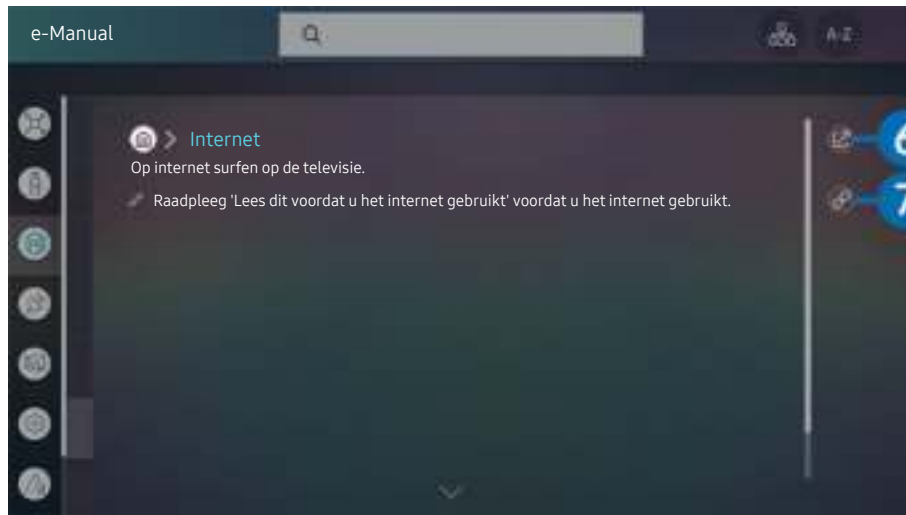 e-Manual
A-Z
Internet
Op internet surfen op de televisie.
Raadpleeg 'Lees dit voordat u het internet gebruikt' voordat u het internet gebruikt.
6
7